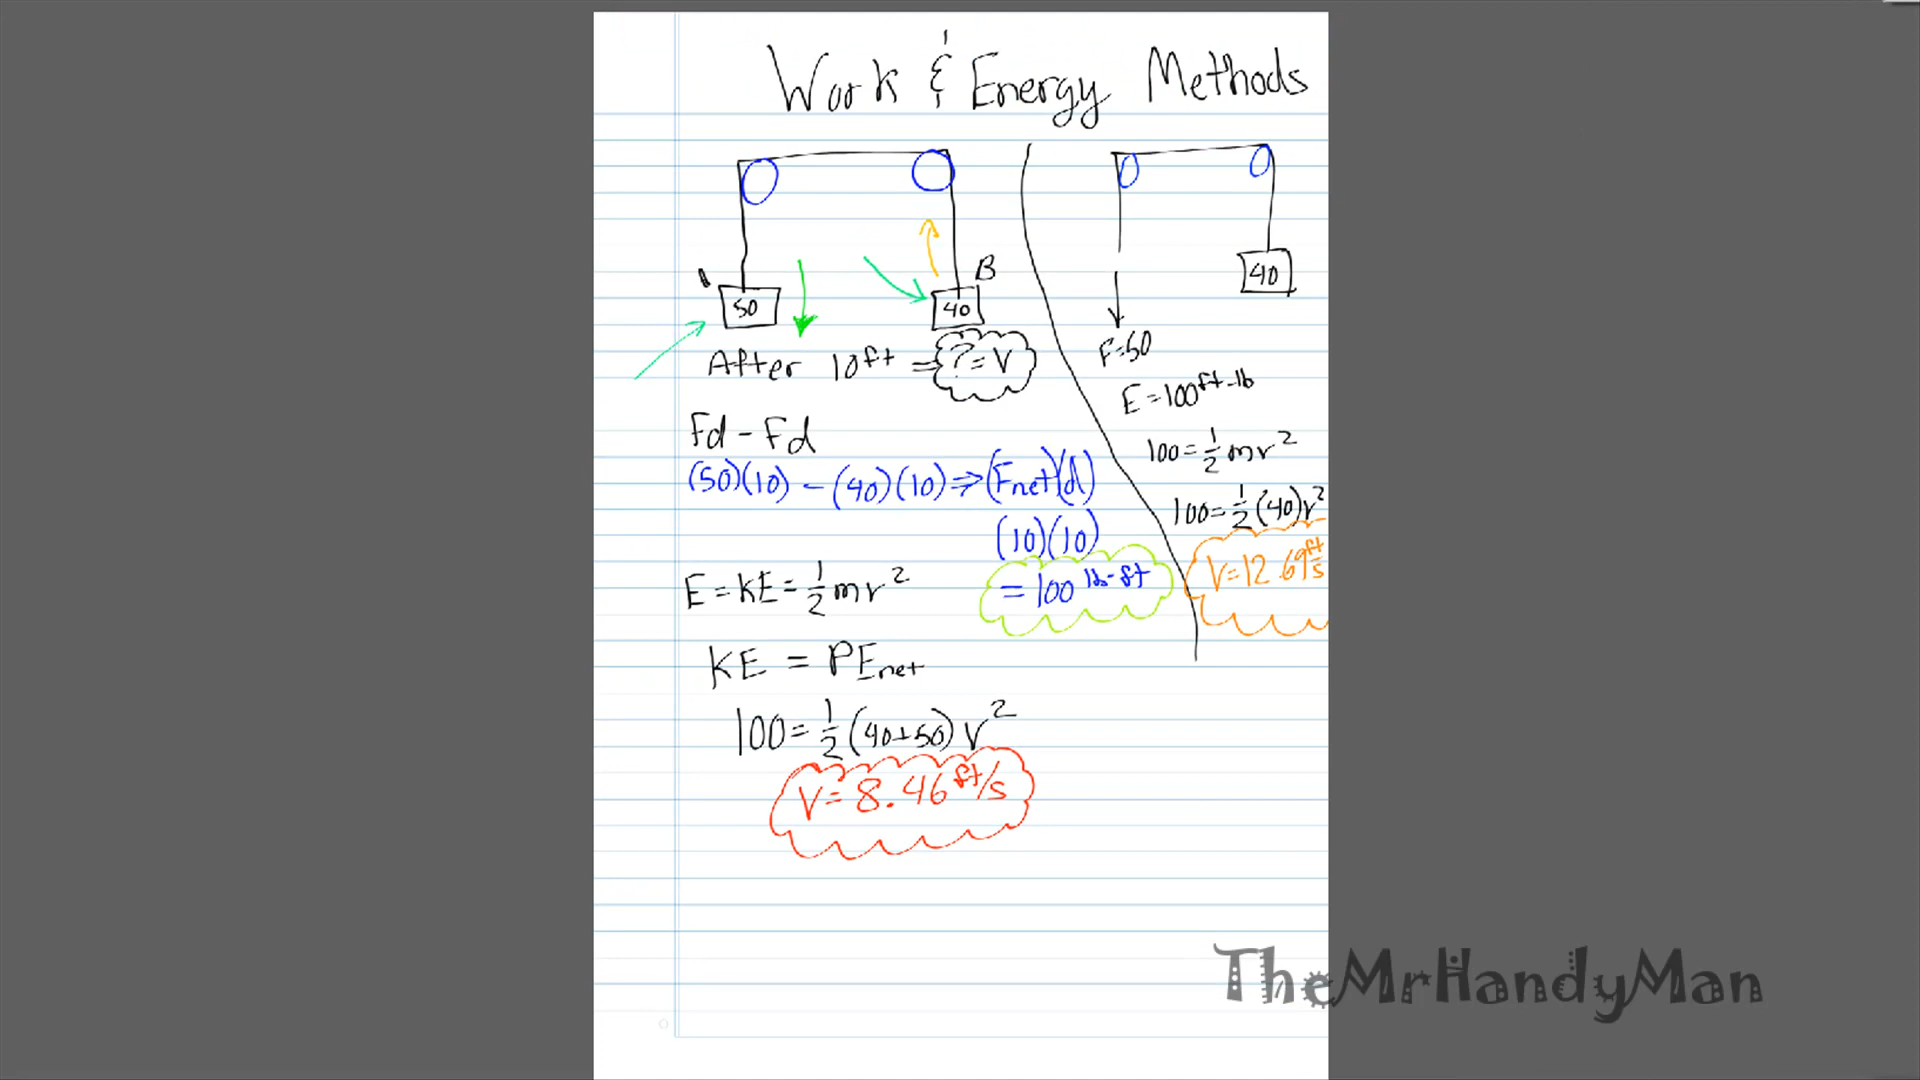 Work & Energy Methods
50
40
B
After 10ft = ? = V
Fd - Fd
(50)(10) - (40)(10) => (Fnet)(d)
(10)(10)
= 100 lb-ft
E = KE = 1/2 mv²
KE = PEnet
100 = 1/2 (40+50) V²
V = 8.46 ft/s
40
F=50
E = 100 ft-lb
100 = 1/2 mv²
100 = 1/2 (40)v²
V=12.69 ft/s
TheMrHandyMan